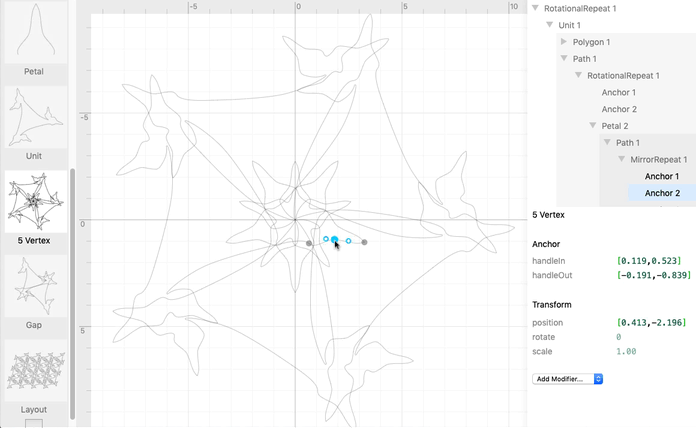 Petal
Unit
5 Vertex
Gap
Layout
-5
0
5
10
-5
0
5
RotationalRepeat 1
Unit 1
Polygon 1
Path 1
RotationalRepeat 1
Anchor 1
Anchor 2
Petal 2
Path 1
MirrorRepeat 1
Anchor 1
Anchor 2
5 Vertex
Anchor
handleIn [0.119,0.523]
handleOut [-0.191,-0.839]
Transform
position [0.413,-2.196]
rotate 0
scale 1.00
Add Modifier...